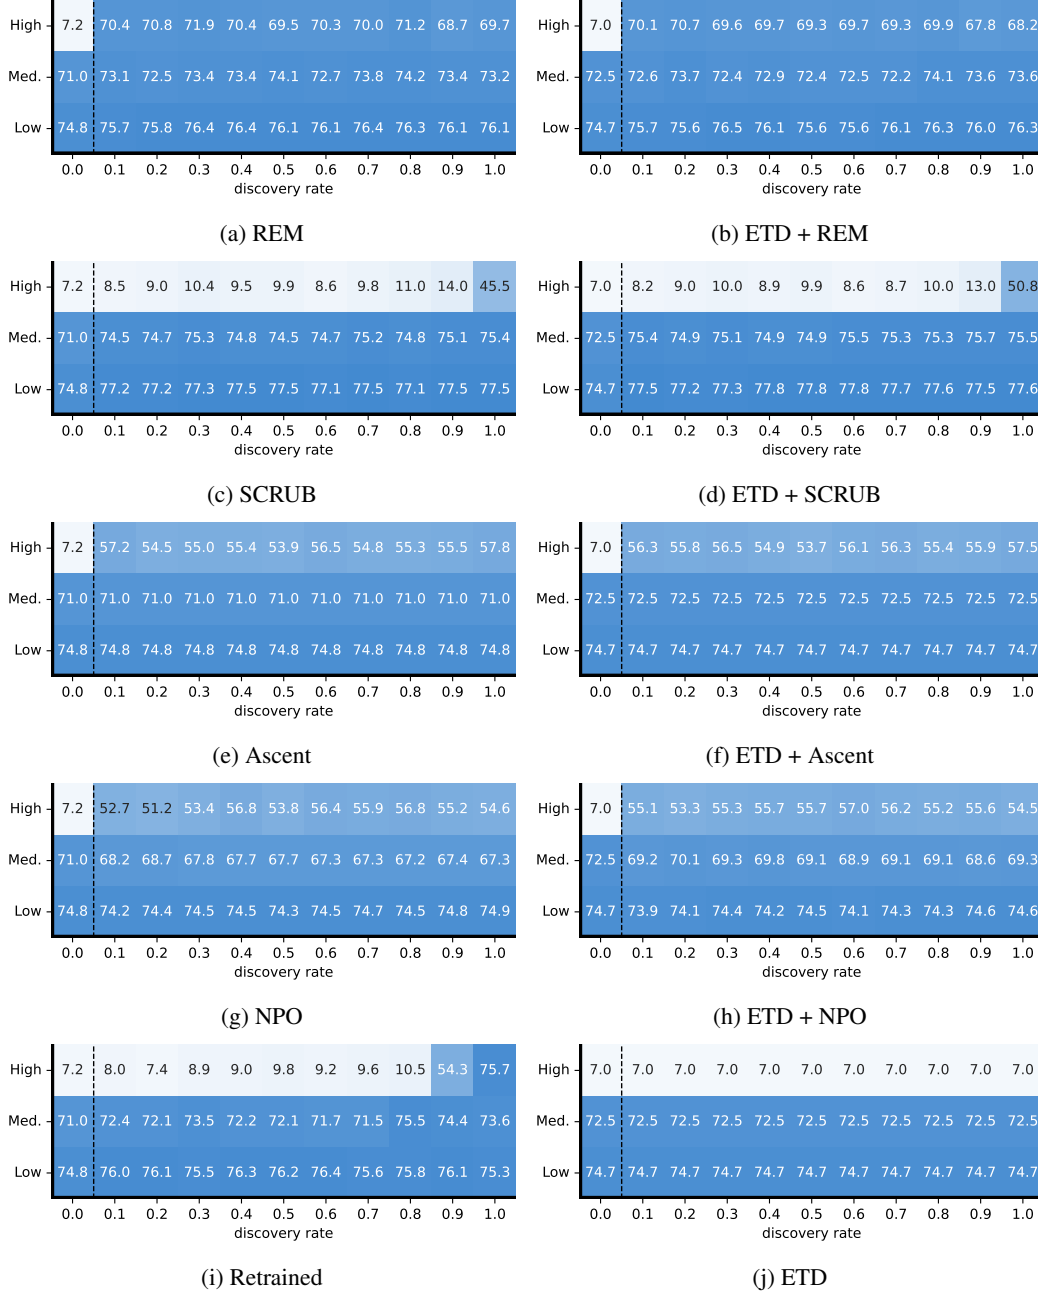 High 7.2 70.4 70.8 71.9 70.4 70.3 70.0 71.2 68.7 69.7
Med. 71.0 73.1 72.5 73.4 73.4 74.1 72.7 73.8 74.2 73.4 73.2
Low 74.8 75.7 75.8 76.4 76.4 76.1 76.1 76.4 76.3 76.1 76.1
0.0 0.1 0.2 0.3 0.4 0.5 0.6 0.7 0.8 0.9 1.0
discovery rate
(a) REM
High 7.0 70.1 70.7 69.6 69.7 69.3 69.7 69.3 69.9 67.8 68.2
Med. 72.5 72.6 73.7 72.4 72.9 72.4 72.5 72.2 74.1 73.6 73.6
Low 74.7 75.7 75.6 76.5 76.1 75.6 75.6 76.1 76.3 76.0 76.3
0.0 0.1 0.2 0.3 0.4 0.5 0.6 0.7 0.8 0.9 1.0
discovery rate
(b) ETD + REM
High 7.2 8.5 9.0 10.4 9.5 9.9 8.6 9.8 11.0 14.0 45.5
Med. 71.0 74.5 74.7 75.3 74.8 74.5 74.7 75.2 74.8 75.1 75.4
Low 74.8 77.2 77.2 77.3 77.5 77.5 77.1 77.5 77.1 77.5 77.5
0.0 0.1 0.2 0.3 0.4 0.5 0.6 0.7 0.8 0.9 1.0
discovery rate
(c) SCRUB
High 7.0 8.2 9.0 10.0 8.9 9.9 8.6 8.7 10.0 13.0 50.8
Med. 72.5 75.4 74.9 75.1 74.9 74.9 75.5 75.3 75.3 75.7 75.5
Low 74.7 77.5 77.2 77.3 77.8 77.8 77.8 77.7 77.6 77.5 77.6
0.0 0.1 0.2 0.3 0.4 0.5 0.6 0.7 0.8 0.9 1.0
discovery rate
(d) ETD + SCRUB
High 7.2 57.2 54.5 55.0 55.4 53.9 56.5 54.8 55.3 55.5 57.8
Med. 71.0 71.0 71.0 71.0 71.0 71.0 71.0 71.0 71.0 71.0 71.0
Low 74.8 74.8 74.8 74.8 74.8 74.8 74.8 74.8 74.8 74.8 74.8
0.0 0.1 0.2 0.3 0.4 0.5 0.6 0.7 0.8 0.9 1.0
discovery rate
(e) Ascent
High 7.0 56.3 55.8 56.5 54.9 53.7 56.1 56.3 55.4 55.9 57.5
Med. 72.5 72.5 72.5 72.5 72.5 72.5 72.5 72.5 72.5 72.5 72.5
Low 74.7 74.7 74.7 74.7 74.7 74.7 74.7 74.7 74.7 74.7 74.7
0.0 0.1 0.2 0.3 0.4 0.5 0.6 0.7 0.8 0.9 1.0
discovery rate
(f) ETD + Ascent
High 7.2 52.7 51.2 53.4 56.8 53.8 56.4 55.9 56.8 55.2 54.6
Med. 71.0 68.2 68.7 67.8 67.7 67.7 67.3 67.3 67.2 67.4 67.3
Low 74.8 74.2 74.4 74.5 74.5 74.3 74.5 74.7 74.5 74.8 74.9
0.0 0.1 0.2 0.3 0.4 0.5 0.6 0.7 0.8 0.9 1.0
discovery rate
(g) NPO
High 7.0 55.1 53.3 55.3 55.7 55.7 57.0 56.2 55.2 55.6 54.5
Med. 72.5 69.2 70.1 69.3 69.8 69.1 68.9 69.1 69.1 68.6 69.3
Low 74.7 73.9 74.1 74.4 74.2 74.5 74.1 74.3 74.3 74.6 74.6
0.0 0.1 0.2 0.3 0.4 0.5 0.6 0.7 0.8 0.9 1.0
discovery rate
(h) ETD + NPO
High 7.2 8.0 7.4 8.9 9.0 9.8 9.2 9.6 10.5 54.3 75.7
Med. 71.0 72.4 72.1 73.5 72.2 72.1 71.7 71.5 75.5 74.4 73.6
Low 74.8 76.0 76.1 75.5 76.3 76.2 76.4 75.6 75.8 76.1 75.3
0.0 0.1 0.2 0.3 0.4 0.5 0.6 0.7 0.8 0.9 1.0
discovery rate
(i) Retrained
High 7.0 7.0 7.0 7.0 7.0 7.0 7.0 7.0 7.0 7.0 7.0
Med. 72.5 72.5 72.5 72.5 72.5 72.5 72.5 72.5 72.5 72.5 72.5
Low 74.7 74.7 74.7 74.7 74.7 74.7 74.7 74.7 74.7 74.7 74.7
0.0 0.1 0.2 0.3 0.4 0.5 0.6 0.7 0.8 0.9 1.0
discovery rate
(j) ETD